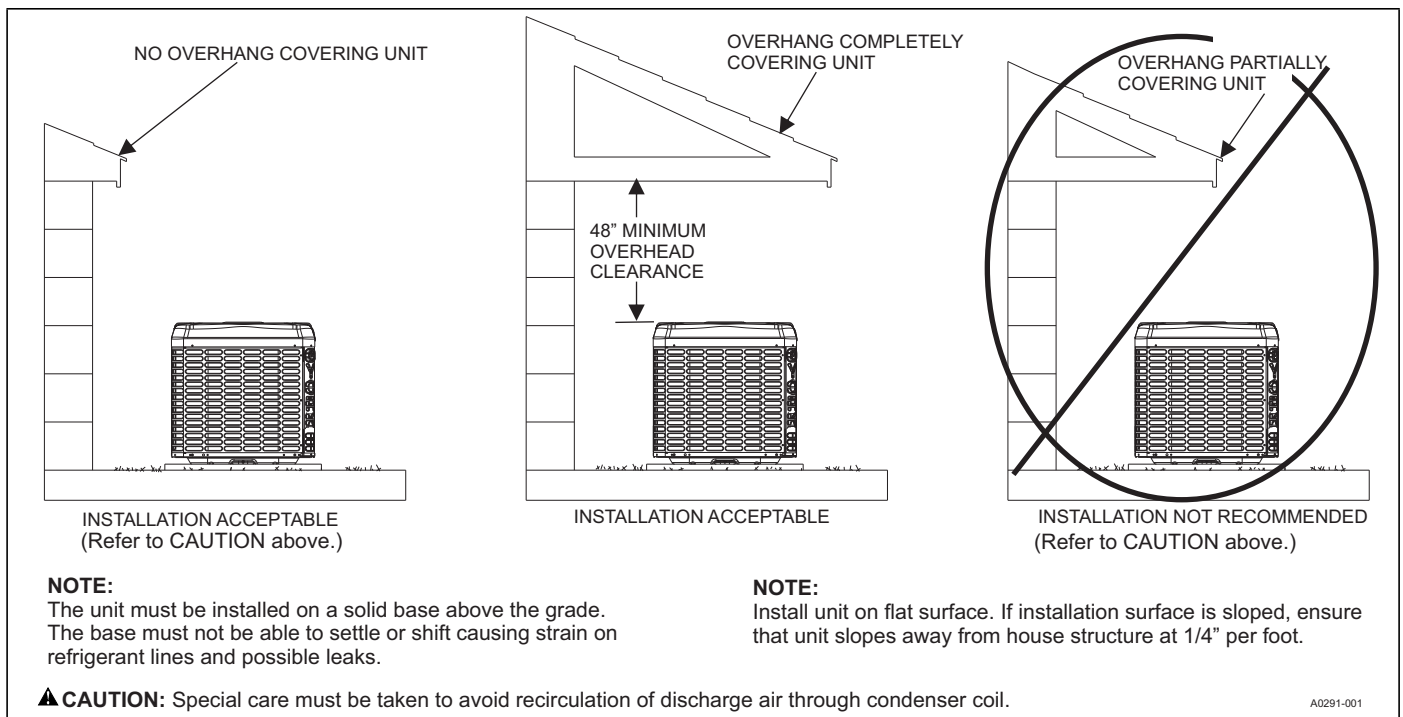 NO OVERHANG COVERING UNIT
OVERHANG COMPLETELY
COVERING UNIT
OVERHANG PARTIALLY
COVERING UNIT
48” MINIMUM
OVERHEAD
CLEARANCE
INSTALLATION ACCEPTABLE
(Refer to CAUTION above.)
INSTALLATION ACCEPTABLE
INSTALLATION NOT RECOMMENDED
(Refer to CAUTION above.)
NOTE:
The unit must be installed on a solid base above the grade.
The base must not be able to settle or shift causing strain on
refrigerant lines and possible leaks.
NOTE:
Install unit on flat surface. If installation surface is sloped, ensure
that unit slopes away from house structure at 1/4” per foot.
CAUTION: Special care must be taken to avoid recirculation of discharge air through condenser coil.
A0291-001